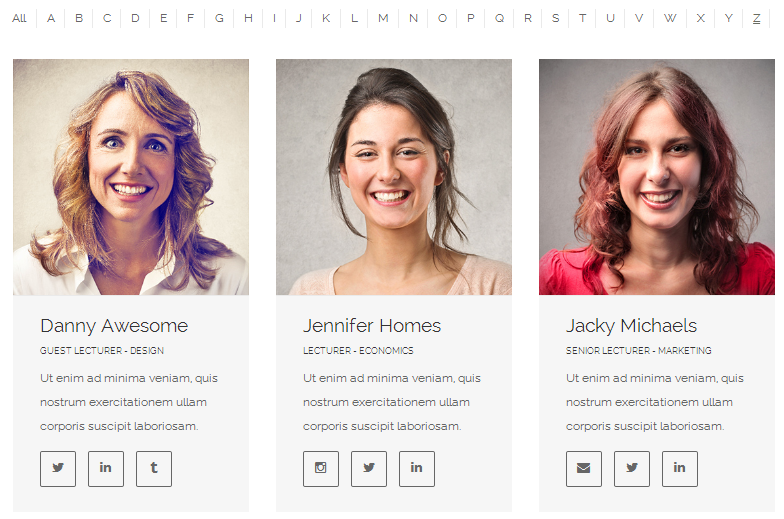 All A B C D E F G H I J K L M N O P Q R S T U V W X Y Z
Danny Awesome
GUEST LECTURER - DESIGN
Ut enim ad minima veniam, quis
nostrum exercitationem ullam
corporis suscipit laboriosam.
Jennifer Homes
LECTURER - ECONOMICS
Ut enim ad minima veniam, quis
nostrum exercitationem ullam
corporis suscipit laboriosam.
Jacky Michaels
SENIOR LECTURER - MARKETING
Ut enim ad minima veniam, quis
nostrum exercitationem ullam
corporis suscipit laboriosam.